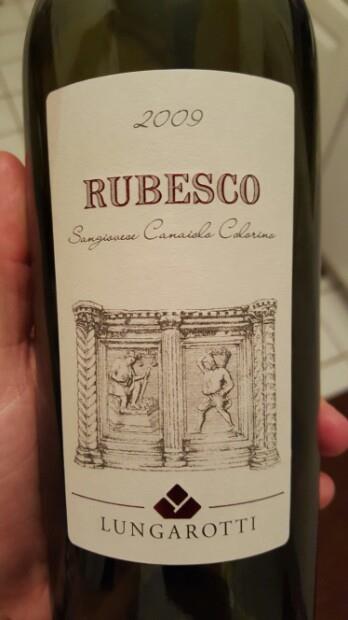 2009
RUBESCO
Sangiovese Canaiolo Colorino
LUNGAROTTI